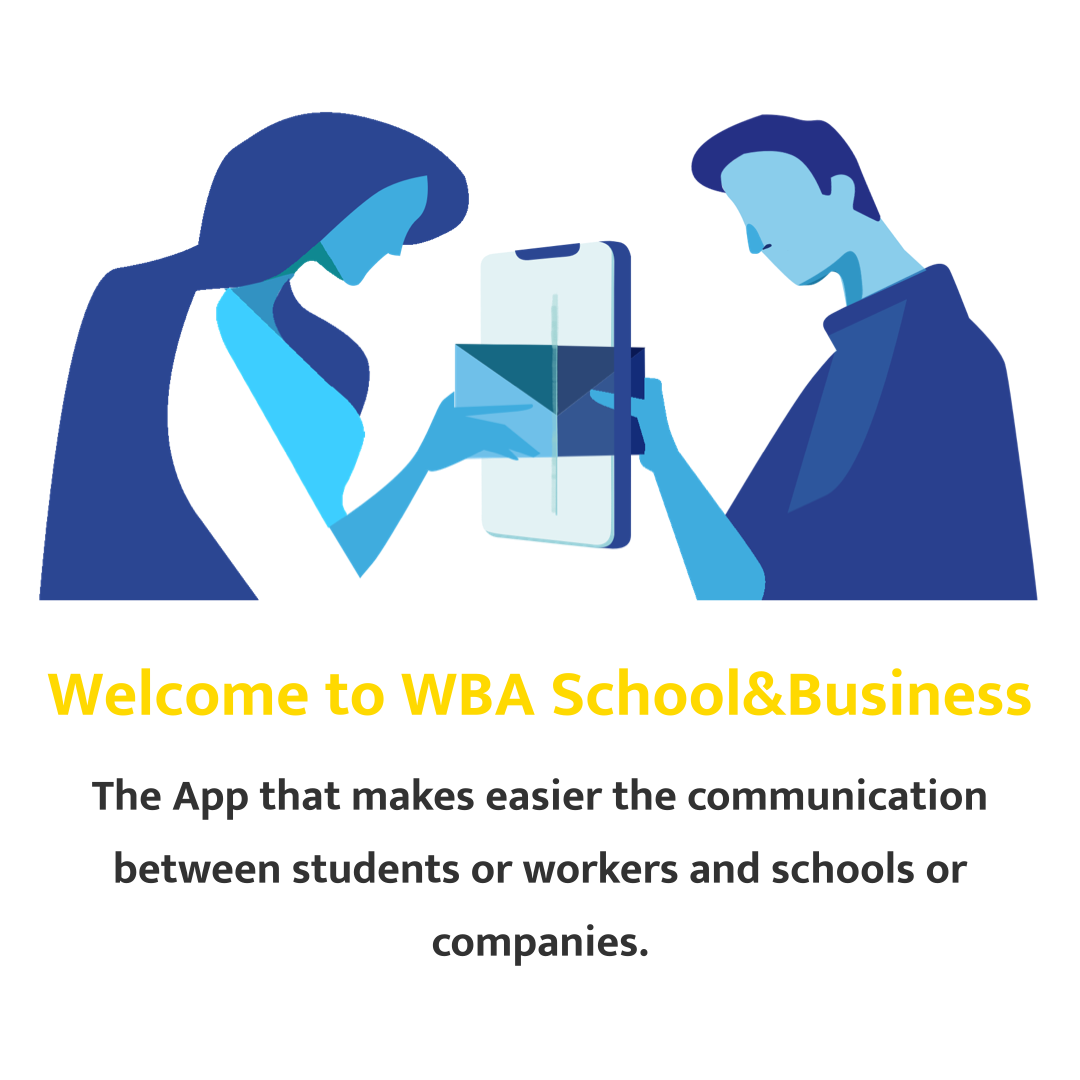 Welcome to WBA School&Business
The App that makes easier the communication
between students or workers and schools or
companies.